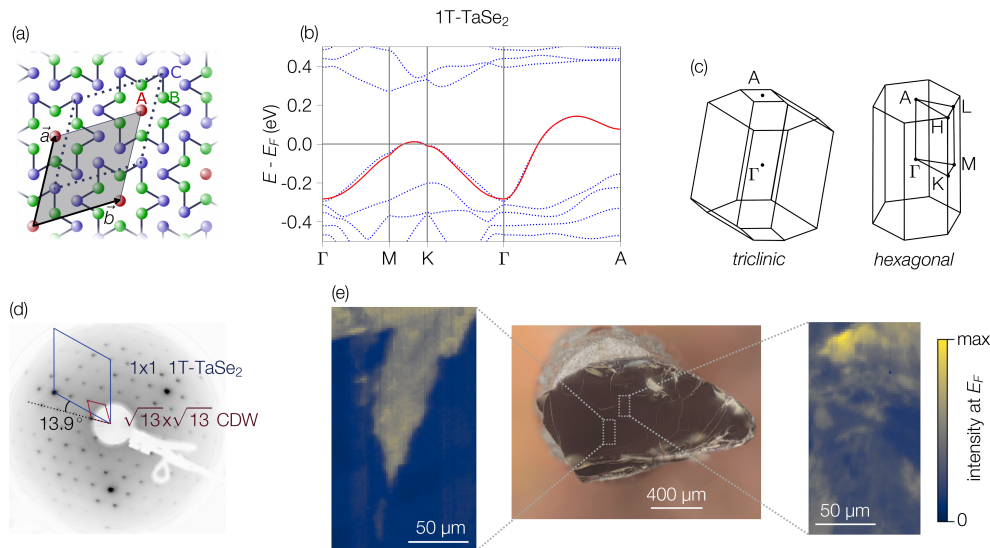 1T-TaSe2
(a)
C
A
B
a
b
(b)
E - EF (eV)
0.4
0.2
0.0
-0.2
-0.4
Γ
M
K
Γ
A
(c)
A
Γ
triclinic
A
L
H
Γ
M
K
hexagonal
(d)
1x1 1T-TaSe2
13.9°
√13x√13 CDW
(e)
50 μm
400 μm
50 μm
max
intensity at EF
0